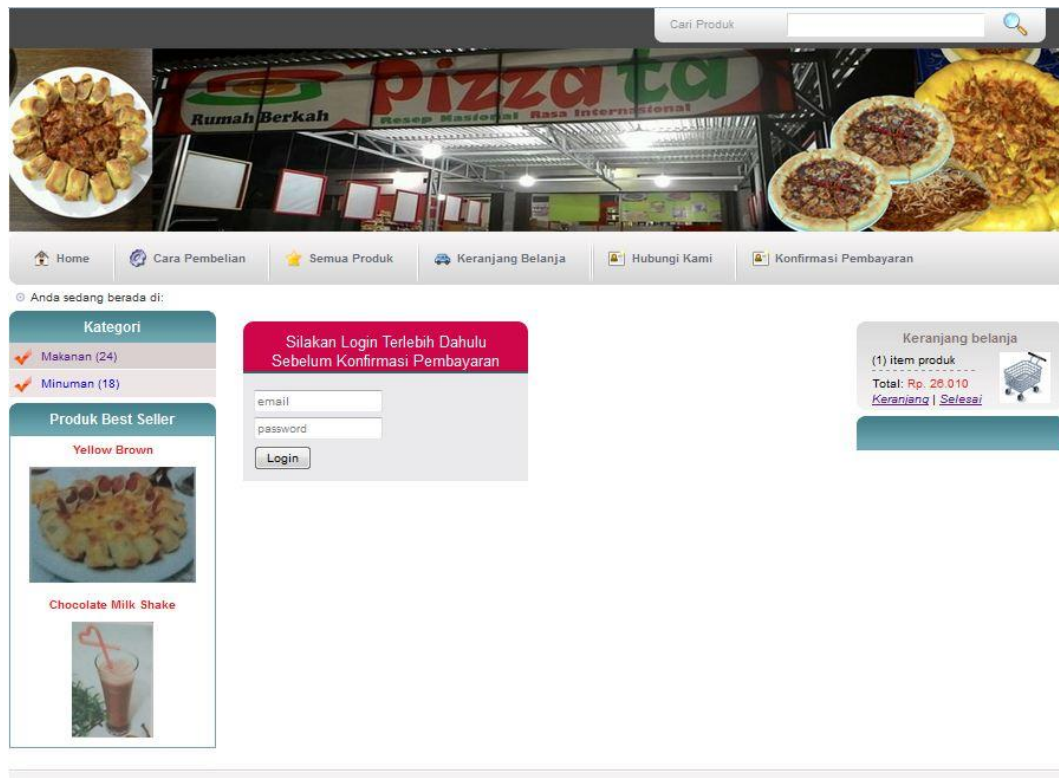 Cari Produk
Rumah Berkah
Pizza ta
Resep Nasional Rasa Internasional
Home
Cara Pembelian
Semua Produk
Keranjang Belanja
Hubungi Kami
Konfirmasi Pembayaran
Anda sedang berada di:
Kategori
Makanan (24)
Minuman (18)
Produk Best Seller
Yellow Brown
Chocolate Milk Shake
Silakan Login Terlebih Dahulu
Sebelum Konfirmasi Pembayaran
email
password
Login
Keranjang belanja
(1) item produk
Total: Rp. 26.010
Keranjang | Selesai